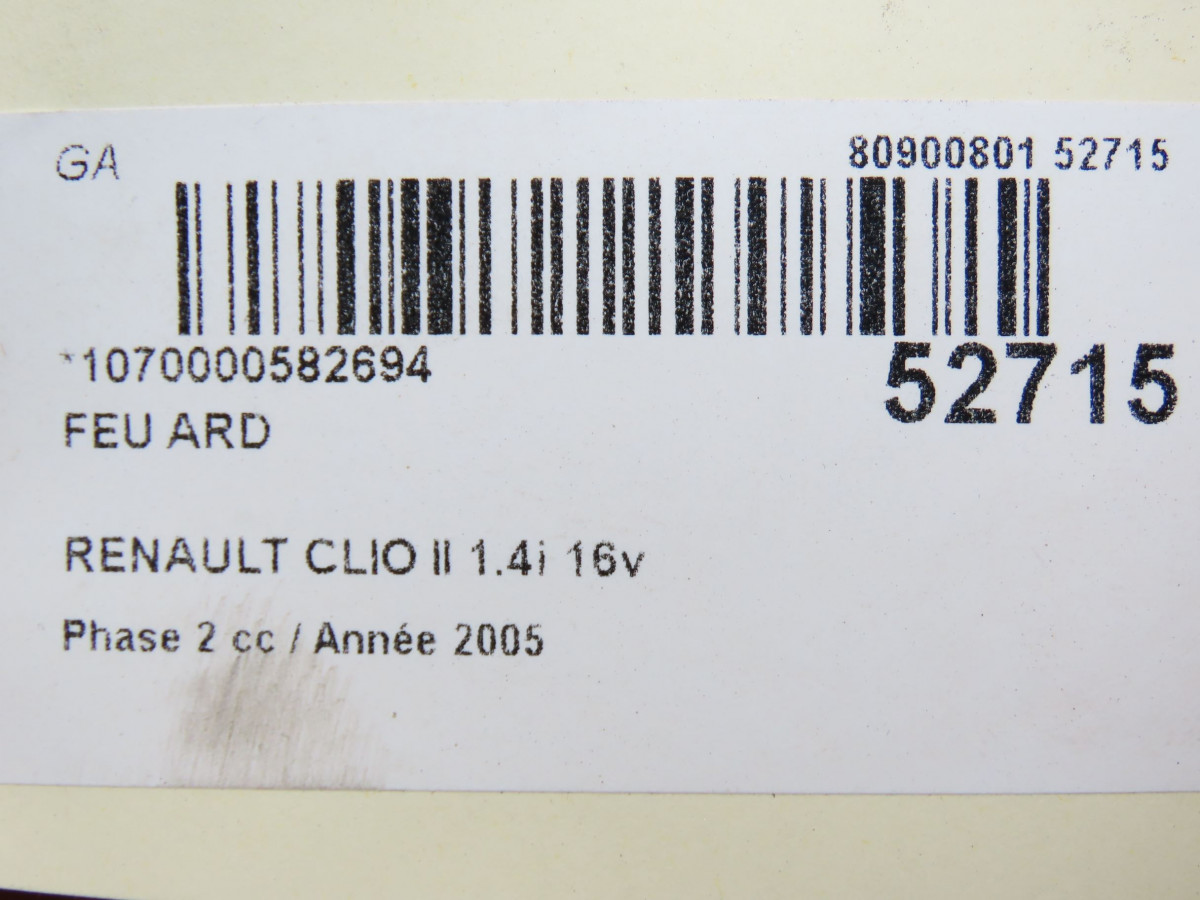 GA
80900801 52715
*1070000582694
52715
FEU ARD
RENAULT CLIO II 1.4i 16v
Phase 2 cc / Année 2005